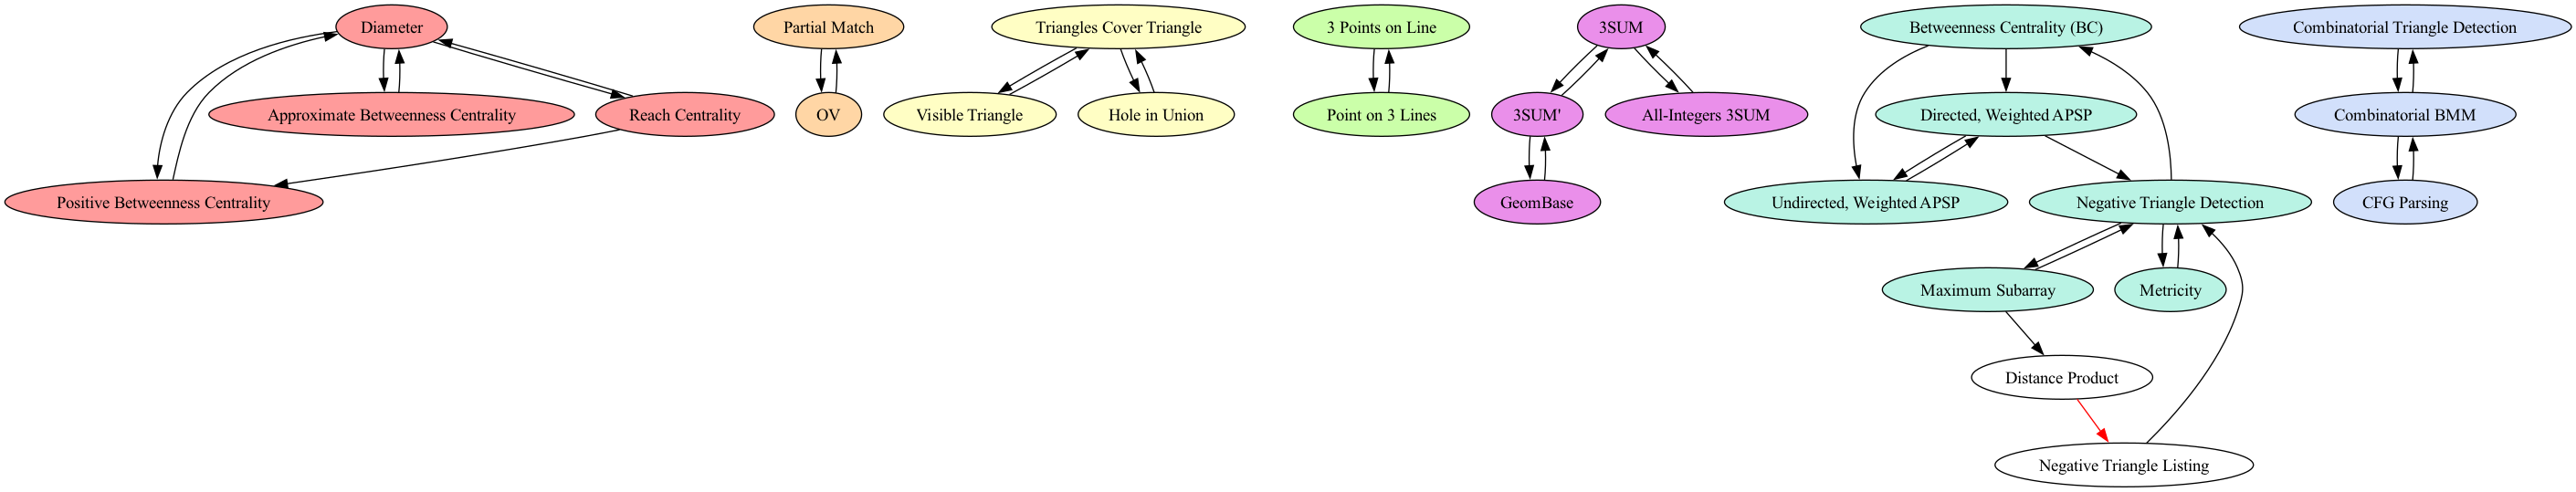 Diameter
Partial Match
Triangles Cover Triangle
3 Points on Line
3SUM
Betweenness Centrality (BC)
Combinatorial Triangle Detection
Approximate Betweenness Centrality
Reach Centrality
OV
Visible Triangle
Hole in Union
Point on 3 Lines
3SUM'
All-Integers 3SUM
Directed, Weighted APSP
Combinatorial BMM
Positive Betweenness Centrality
GeomBase
Undirected, Weighted APSP
Negative Triangle Detection
CFG Parsing
Maximum Subarray
Metricity
Distance Product
Negative Triangle Listing